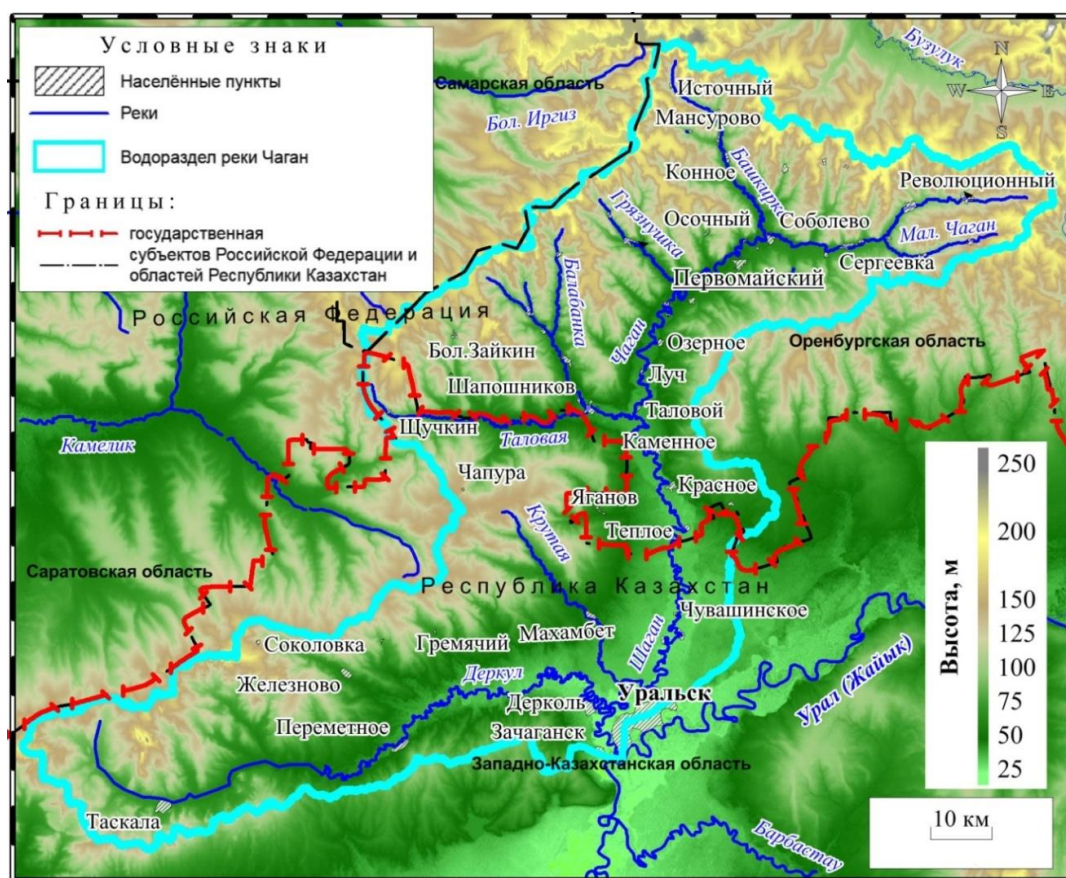 Условные знаки
Населённые пункты
Реки
Водораздел реки Чаган
Границы:
государственная
субъектов Российской Федерации и
областей Республики Казахстан
Самарская область
Бузулук
N
W E
S
Бол. Иргиз
Источный
Мансурово
Башкирка
Конное
Революционный
Грязнушка
Осочный
Соболево
Мал. Чаган
Сергеевка
Балабанка
Первомайский
Российская Федерация
Чаган
Озерное
Оренбургская область
Бол.Зайкин
Луч
Шапошников
Таловой
Щучкин
Таловая
Каменное
Камелик
Чапура
Красное
Яганов
Крутая
Теплое
Саратовская область
Республика Казахстан
Чувашинское
Соколовка
Гремячий
Махамбет
Шаган
Деркул
Железново
Уральск
Урал (Жайык)
Дерколь
Переметное
Зачаганск
Западно-Казахстанская область
Таскала
Барбастау
Высота, м
250
200
150
125
100
75
50
25
10 км